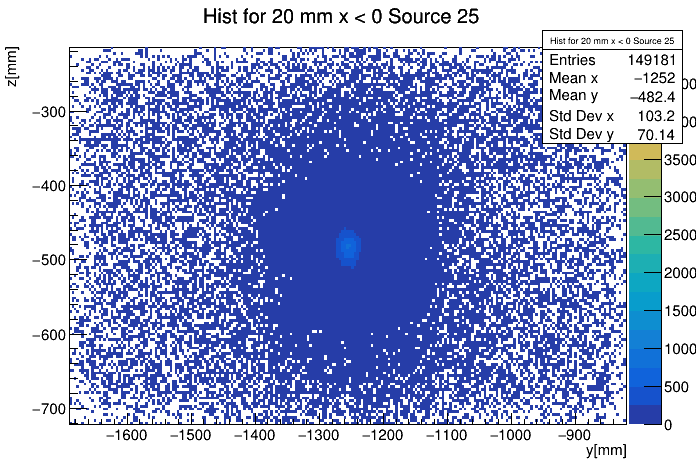 Hist for 20 mm x < 0 Source 25
z[mm]
Hist for 20 mm x < 0 Source 25
Entries 149181
Mean x −1252
Mean y −482.4
Std Dev x 103.2
Std Dev y 70.14
−300
−400
−500
−600
−700
3500
3000
2500
2000
1500
1000
500
0
−1600 −1500 −1400 −1300 −1200 −1100 −1000 −900
y[mm]